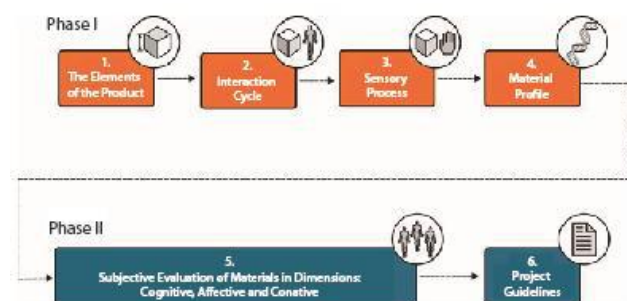 Phase I
1.
The Elements
of the Product
2.
Interaction
Cycle
3.
Sensory
Process
4.
Material
Profile
Phase II
5.
Subjective Evaluation of Materials in Dimensions:
Cognitive, Affective and Conative
6.
Project
Guidelines